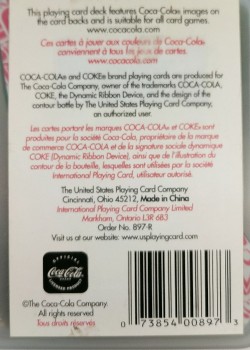 This playing card deck features Coca-Cola® images on
the card backs and is suitable for all card games.
www.cocacola.com
Ces cartes à jouer aux couleurs de Coca-Cola®
conviennent à tous les jeux de cartes.
www.cocacola.com
COCA-COLA® and COKE® brand playing cards are produced for
The Coca-Cola Company, owner of the trademarks COCA-COLA,
COKE, the Dynamic Ribbon Device, and the design of the
contour bottle by The United States Playing Card Company,
an authorized user.
Les cartes portant les marques COCA-COLA® et COKE® sont
produites pour la société Coca-Cola, propriétaire de la marque
de commerce COCA-COLA et de la signature sociale dynamique
COKE (Dynamic Ribbon Device), ainsi que de l'illustration du
contour de la bouteille, lesquelles sont utilisées par la société
International Playing Card, utilisateur autorisé.
The United States Playing Card Company
Cincinnati, Ohio 45212, Made in China
International Playing Card Company Limited
Markham, Ontario L3R 6B3
Order No. 897-R
Visit us at our website: www.usplayingcard.com
OFFICIAL
Coca-Cola
LICENSED PRODUCT
©The Coca-Cola Company.
All rights reserved
Tous droits réservés
0 73854 00897 3